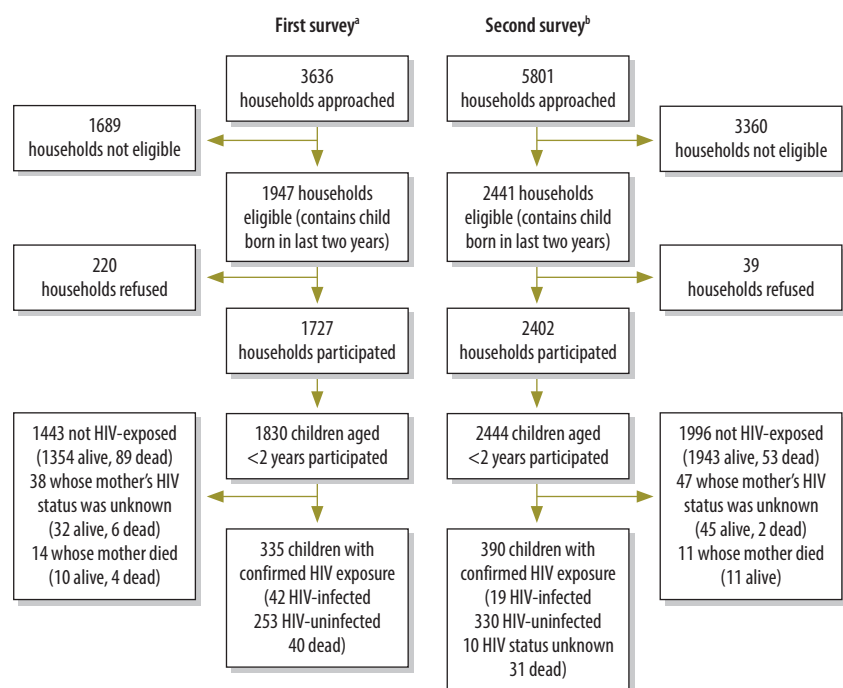 First surveyᵃ
Second surveyᵇ
3636
households approached
5801
households approached
1689
households not eligible
3360
households not eligible
1947 households
eligible (contains child
born in last two years)
2441 households
eligible (contains child
born in last two years)
220
households refused
39
households refused
1727
households participated
2402
households participated
1443 not HIV-exposed
(1354 alive, 89 dead)
38 whose mother's HIV
status was unknown
(32 alive, 6 dead)
14 whose mother died
(10 alive, 4 dead)
1830 children aged
<2 years participated
2444 children aged
<2 years participated
1996 not HIV-exposed
(1943 alive, 53 dead)
47 whose mother's HIV
status was unknown
(45 alive, 2 dead)
11 whose mother died
(11 alive)
335 children with
confirmed HIV exposure
(42 HIV-infected
253 HIV-uninfected
40 dead)
390 children with
confirmed HIV exposure
(19 HIV-infected
330 HIV-uninfected
10 HIV status unknown
31 dead)